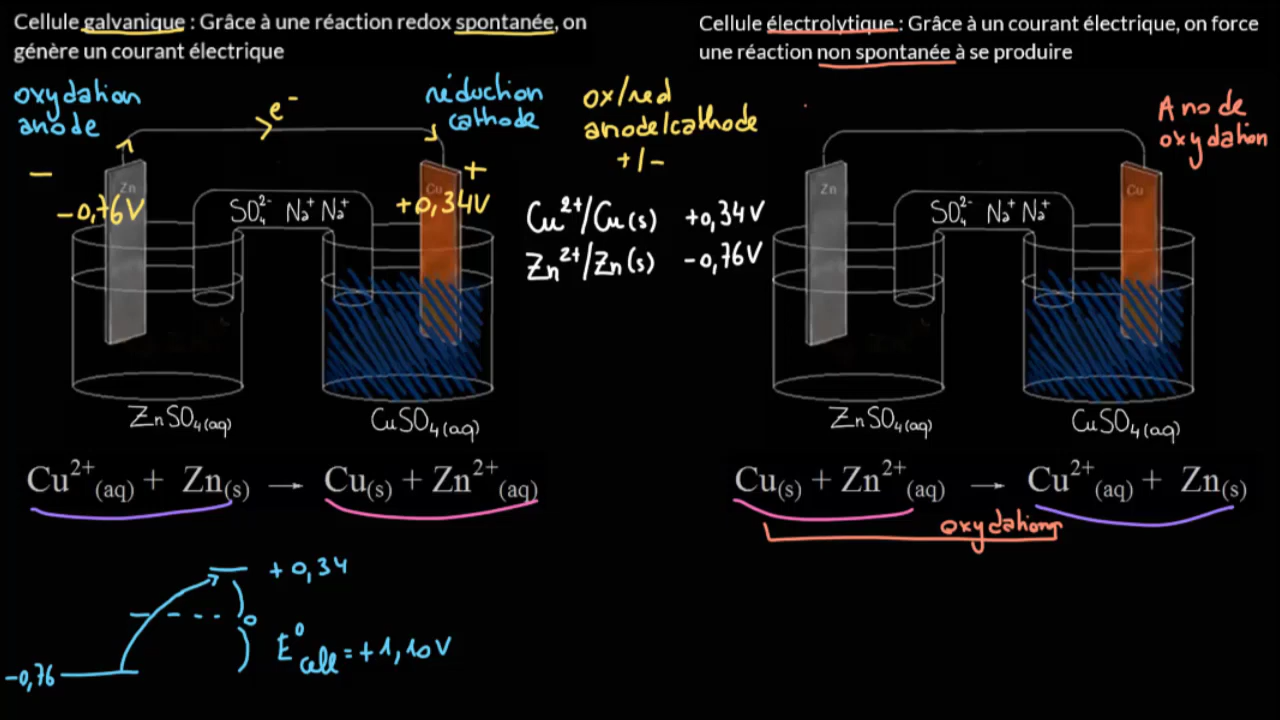 Cellule galvanique : Grâce à une réaction redox spontanée, on
génère un courant électrique
oxydation
anode
e⁻
réduction
cathode
ox/red
anode/cathode
+/-
-
+
Zn
-0,76V
Cu
+0,34V
SO₄²⁻ Na⁺ Na⁺
Cu²⁺/Cu(s) +0,34V
Zn²⁺/Zn(s) -0,76V
ZnSO₄(aq)
CuSO₄(aq)
Cu²⁺(aq) + Zn(s) → Cu(s) + Zn²⁺(aq)
+0,34
0
E⁰cell = +1,10V
-0,76
Cellule électrolytique : Grâce à un courant électrique, on force
une réaction non spontanée à se produire
Anode
oxydation
Zn
Cu
SO₄²⁻ Na⁺ Na⁺
ZnSO₄(aq)
CuSO₄(aq)
Cu(s) + Zn²⁺(aq) → Cu²⁺(aq) + Zn(s)
oxydation